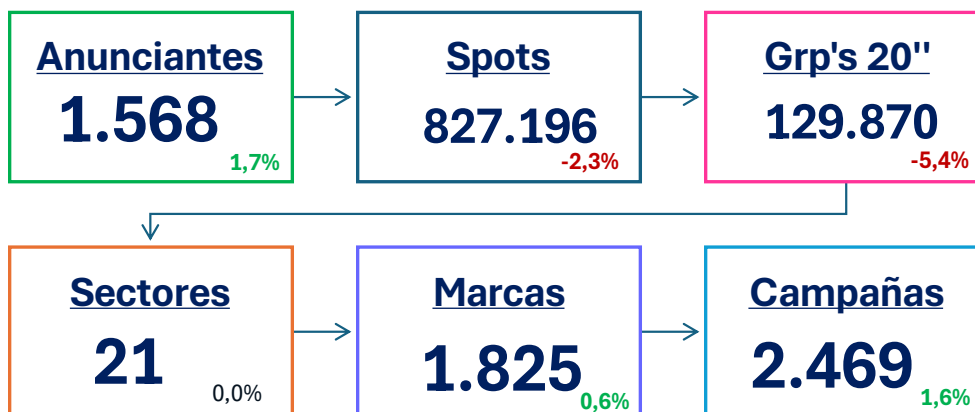 Anunciantes
1.568
1,7%
Spots
827.196
-2,3%
Grp's 20"
129.870
-5,4%
Sectores
21
0,0%
Marcas
1.825
0,6%
Campañas
2.469
1,6%